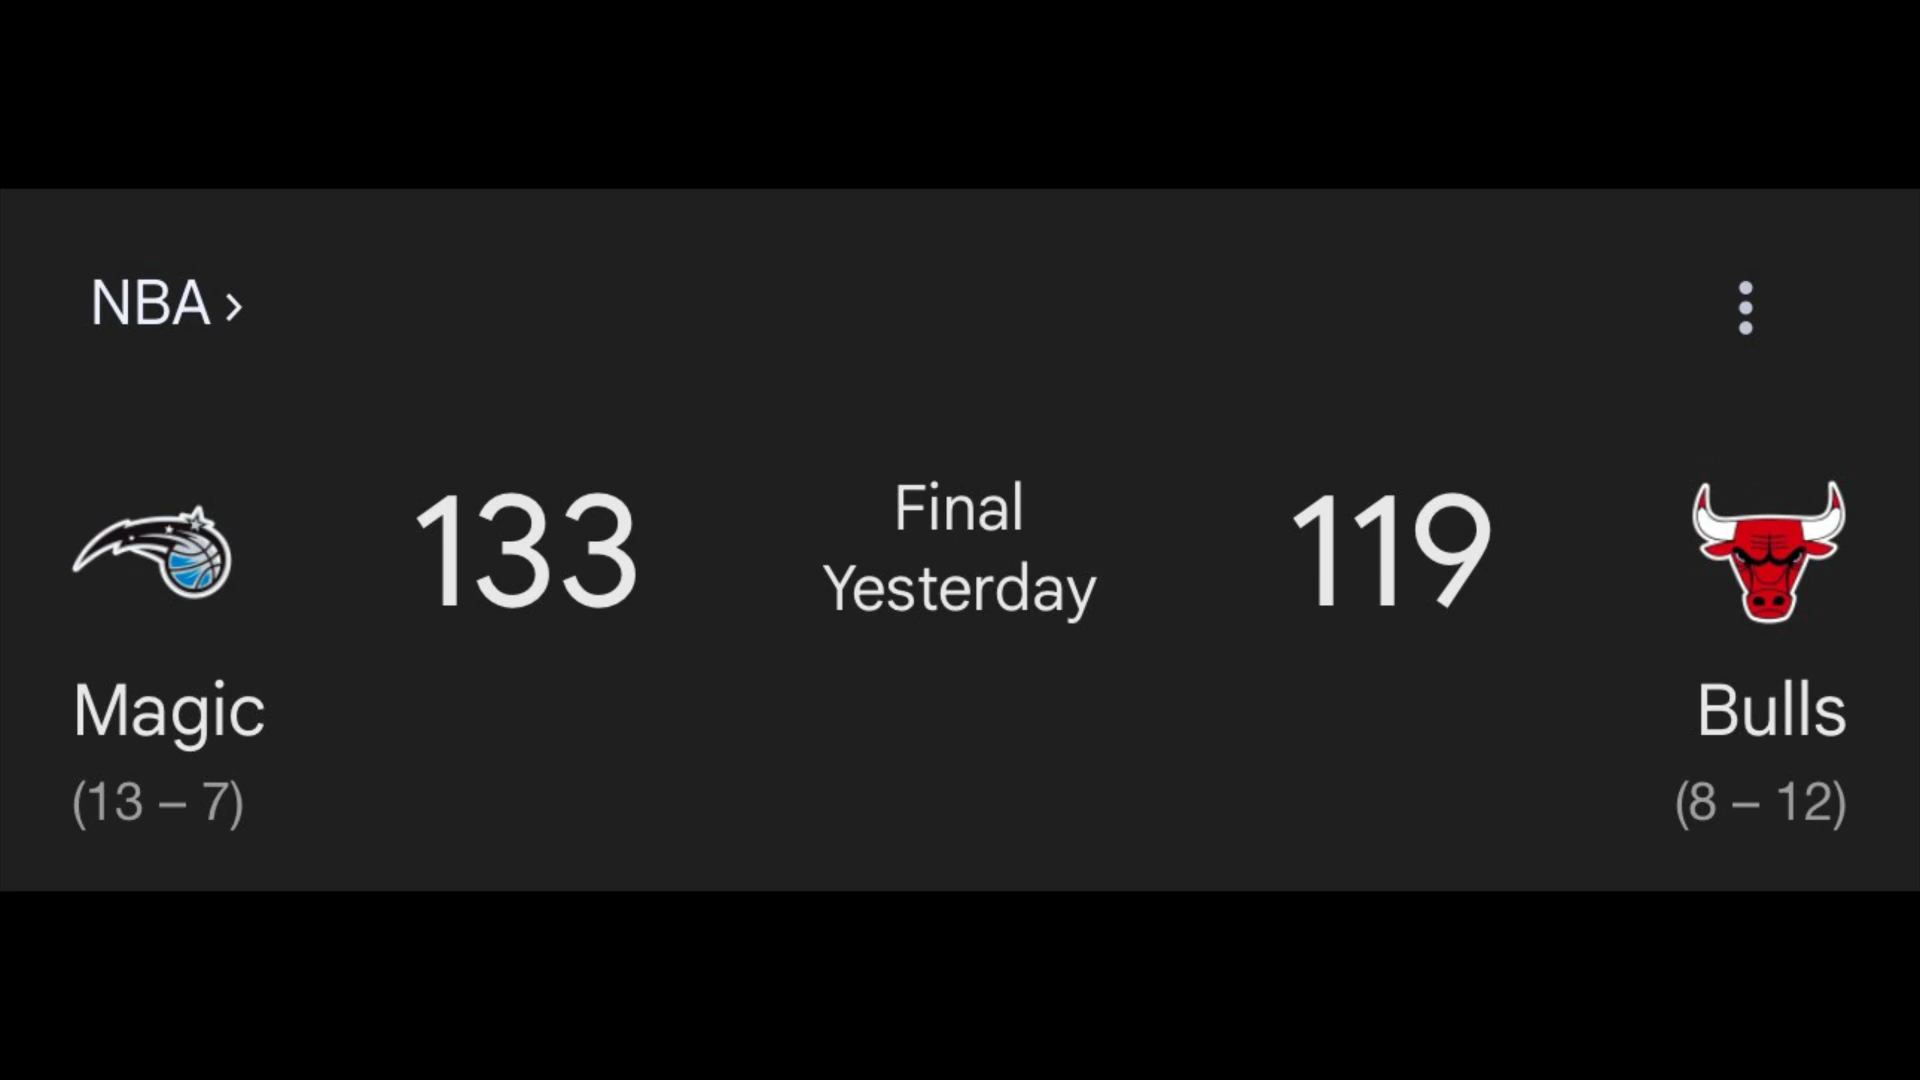 NBA >
133 Final 119
Yesterday
Magic Bulls
(13 – 7) (8 – 12)